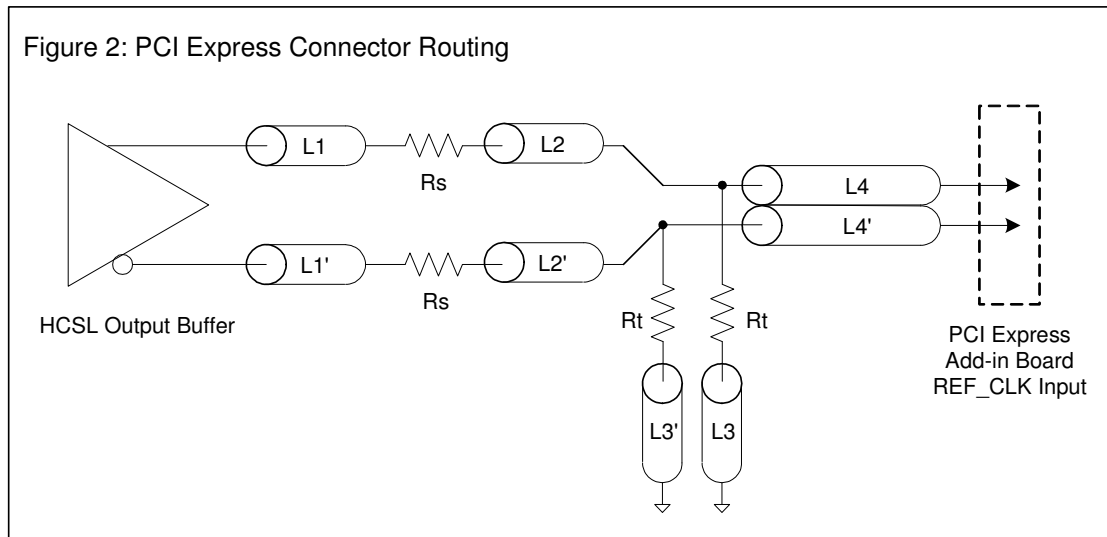 Figure 2: PCI Express Connector Routing
L1
Rs
L2
L4
L4'
L1'
Rs
L2'
HCSL Output Buffer
Rt
Rt
L3'
L3
PCI Express
Add-in Board
REF_CLK Input